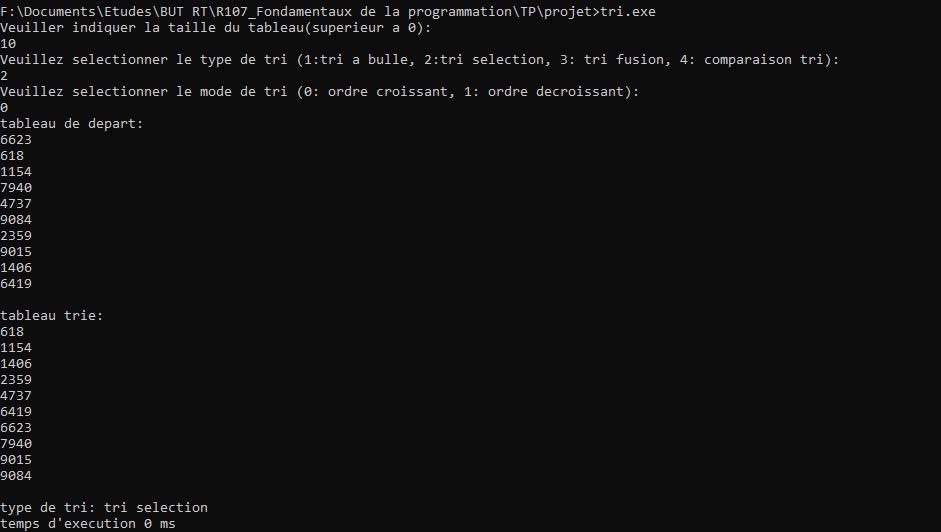 F:\Documents\Etudes\BUT RT\R107_Fondamentaux de la programmation\TP\projet>tri.exe
Veuiller indiquer la taille du tableau(superieur a 0):
10
Veuillez selectionner le type de tri (1:tri a bulle, 2:tri selection, 3: tri fusion, 4: comparaison tri):
2
Veuillez selectionner le mode de tri (0: ordre croissant, 1: ordre decroissant):
0
tableau de depart:
6623
618
1154
7940
4737
9084
2359
9015
1406
6419
tableau trie:
618
1154
1406
2359
4737
6419
6623
7940
9015
9084
type de tri: tri selection
temps d'execution 0 ms